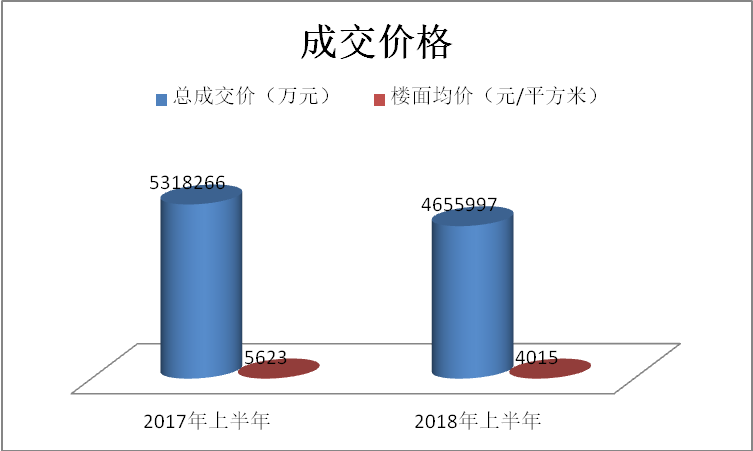 成交价格
总成交价（万元） 楼面均价（元/平方米）
5318266
4655997
5623
4015
2017年上半年 2018年上半年